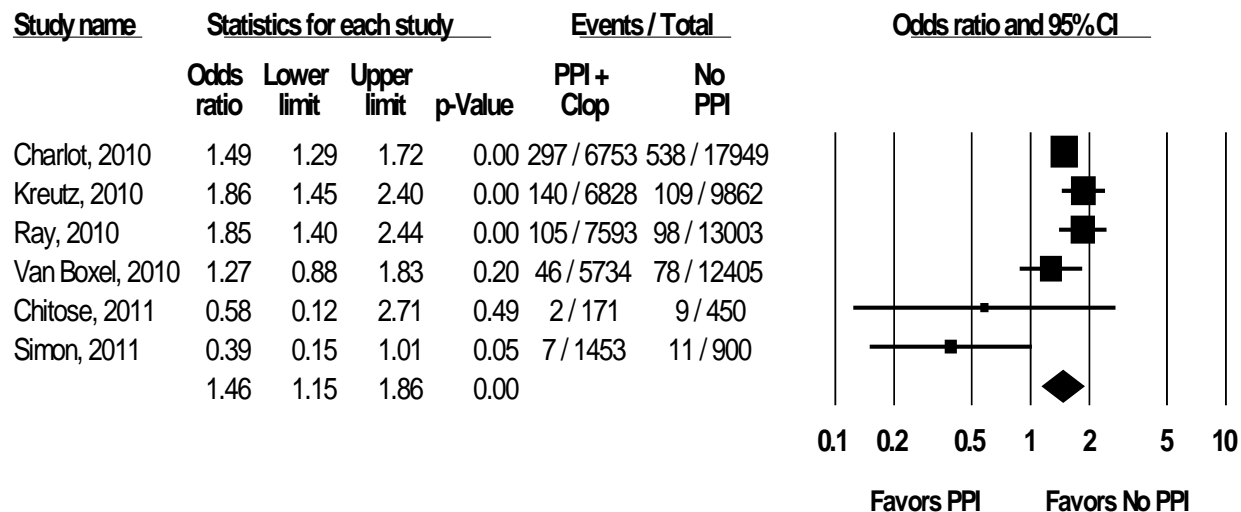 Study name Statistics for each study Events / Total Odds ratio and 95% CI
Odds Lower Upper PPI + No
ratio limit limit p-Value Clop PPI
Charlot, 2010 1.49 1.29 1.72 0.00 297 / 6753 538 / 17949
Kreutz, 2010 1.86 1.45 2.40 0.00 140 / 6828 109 / 9862
Ray, 2010 1.85 1.40 2.44 0.00 105 / 7593 98 / 13003
Van Boxel, 2010 1.27 0.88 1.83 0.20 46 / 5734 78 / 12405
Chitose, 2011 0.58 0.12 2.71 0.49 2 / 171 9 / 450
Simon, 2011 0.39 0.15 1.01 0.05 7 / 1453 11 / 900
1.46 1.15 1.86 0.00
0.1 0.2 0.5 1 2 5 10
Favors PPI Favors No PPI